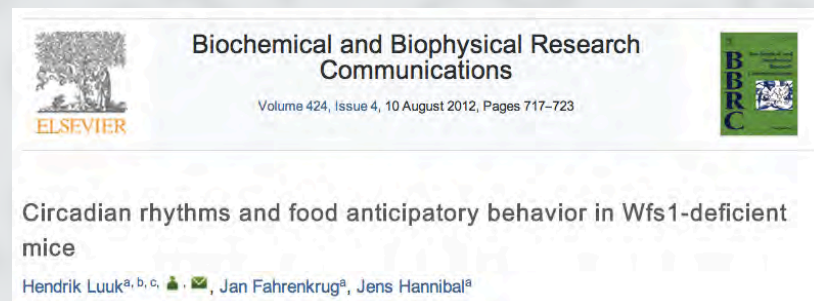 Biochemical and Biophysical Research
Communications
Volume 424, Issue 4, 10 August 2012, Pages 717–723
ELSEVIER
BBRC
Circadian rhythms and food anticipatory behavior in Wfs1-deficient
mice
Hendrik Luuka, b, c, , Jan Fahrenkruga, Jens Hannibala